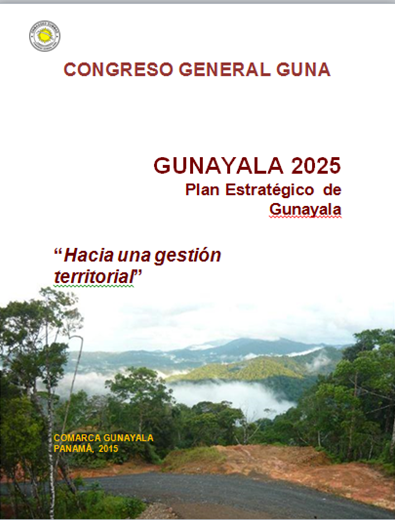 CONGRESO GENERAL GUNA
GUNAYALA 2025
Plan Estratégico de
Gunayala
“Hacia una gestión
territorial”
COMARCA GUNAYALA
PANAMÁ, 2015